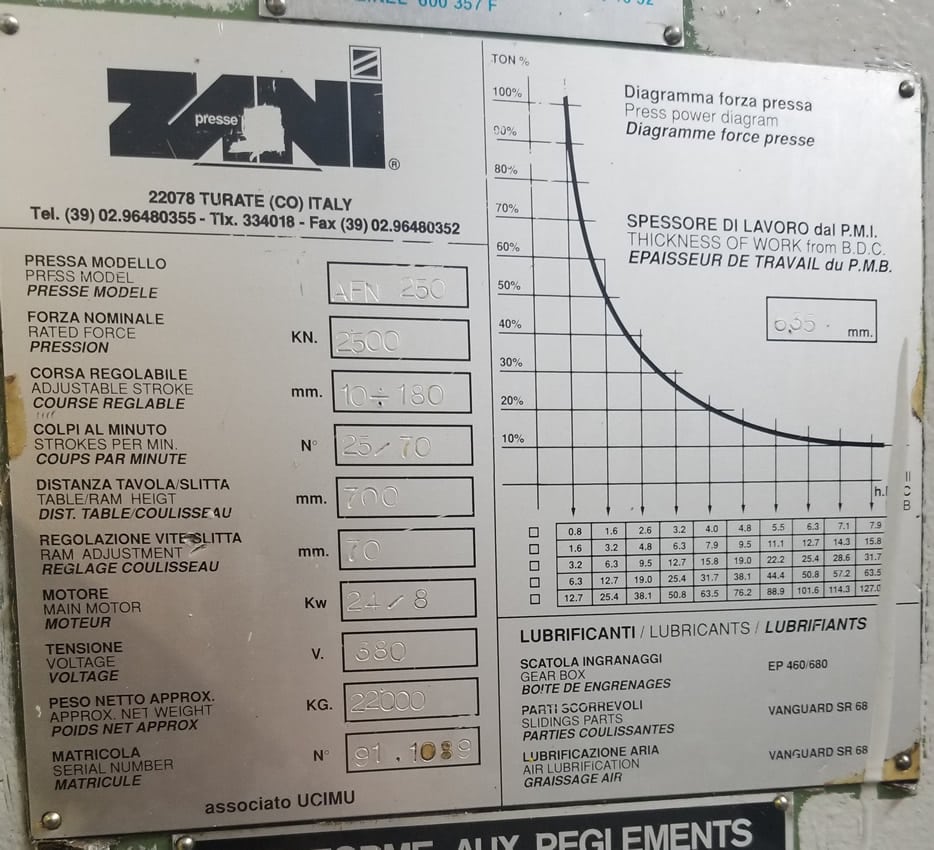 600 357 F
ZANI
presse
®
22078 TURATE (CO) ITALY
Tel. (39) 02.96480355 - Tlx. 334018 - Fax (39) 02.96480352
PRESSA MODELLO
PRESS MODEL
PRESSE MODELE
AFN 250
FORZA NOMINALE
RATED FORCE
PRESSION
KN. 2500
CORSA REGOLABILE
ADJUSTABLE STROKE
COURSE REGLABLE
mm. 10÷180
COLPI AL MINUTO
STROKES PER MIN.
COUPS PAR MINUTE
N° 25/70
DISTANZA TAVOLA/SLITTA
TABLE/RAM HEIGT
DIST. TABLE/COULISSEAU
mm. 700
REGOLAZIONE VITE SLITTA
RAM ADJUSTMENT
REGLAGE COULISSEAU
mm. 70
MOTORE
MAIN MOTOR
MOTEUR
Kw 24/8
TENSIONE
VOLTAGE
VOLTAGE
V. 380
PESO NETTO APPROX.
APPROX. NET WEIGHT
POIDS NET APPROX
KG. 22000
MATRICOLA
SERIAL NUMBER
MATRICULE
N° 91.1089
associato UCIMU
TON %
100%
90%
80%
70%
60%
50%
40%
30%
20%
10%
Diagramma forza pressa
Press power diagram
Diagramme force presse
SPESSORE DI LAVORO dal P.M.I.
THICKNESS OF WORK from B.D.C.
EPAISSEUR DE TRAVAIL du P.M.B.
6,35 mm.
0.8 1.6 2.6 3.2 4.0 4.8 5.5 6.3 7.1 7.9
1.6 3.2 4.8 6.3 7.9 9.5 11.1 12.7 14.3 15.8
3.2 6.3 9.5 12.7 15.8 19.0 22.2 25.4 28.6 31.7
6.3 12.7 19.0 25.4 31.7 38.1 44.4 50.8 57.2 63.5
12.7 25.4 38.1 50.8 63.5 76.2 88.9 101.6 114.3 127.0
LUBRIFICANTI / LUBRICANTS / LUBRIFIANTS
SCATOLA INGRANAGGI
GEAR BOX
BOITE DE ENGRENAGES
EP 460/680
PARTI SCORREVOLI
SLIDINGS PARTS
PARTIES COULISSANTES
VANGUARD SR 68
LUBRIFICAZIONE ARIA
AIR LUBRIFICATION
GRAISSAGE AIR
VANGUARD SR 68
AUX REGLEMENTS